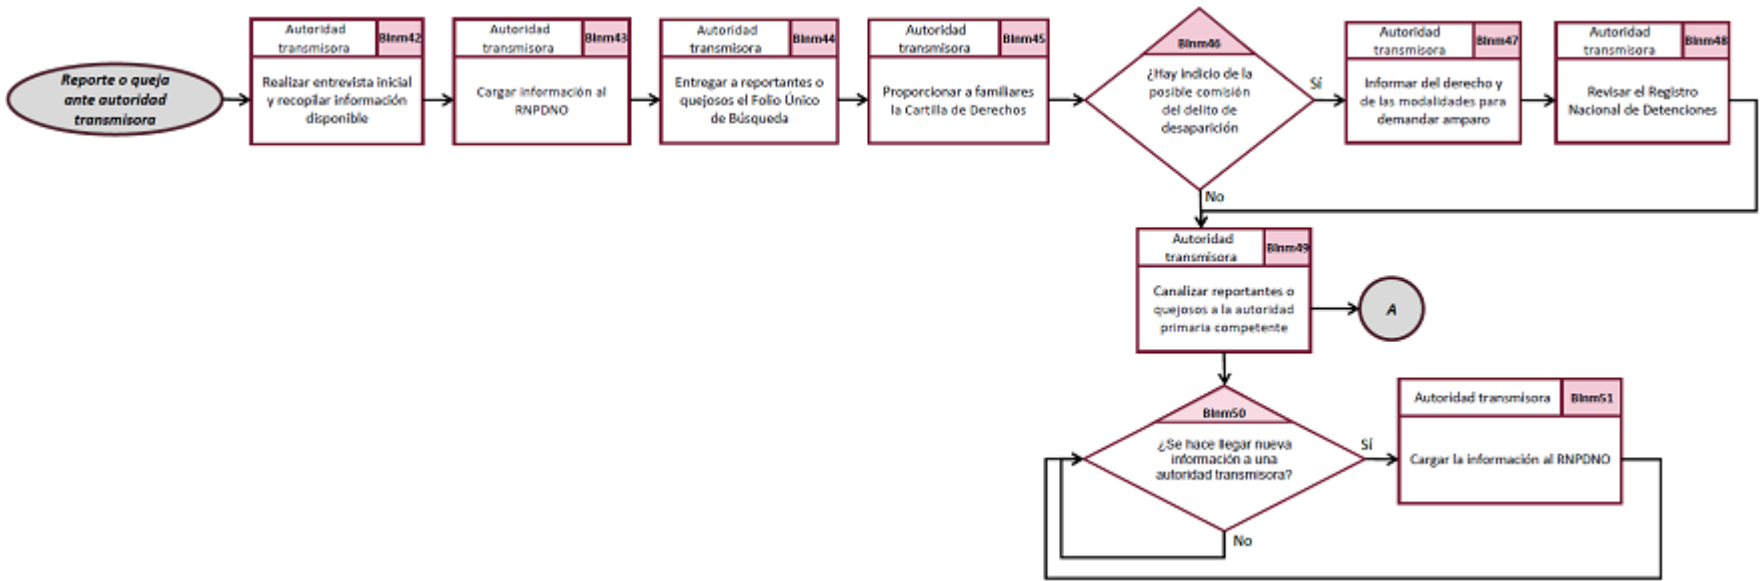 Reporte o queja
ante autoridad
transmisora
Autoridad
transmisora
BInm42
Realizar entrevista inicial
y recopilar información
disponible
Autoridad
transmisora
BInm43
Cargar información al
RNPDNO
Autoridad
transmisora
BInm44
Entregar a reportantes o
quejosos el Folio Único
de Búsqueda
Autoridad
transmisora
BInm45
Proporcionar a familiares
la Cartilla de Derechos
BInm46
¿Hay indicio de la
posible comisión
del delito de
desaparición
Sí
No
Autoridad
transmisora
BInm47
Informar del derecho y
de las modalidades para
demandar amparo
Autoridad
transmisora
BInm48
Revisar el Registro
Nacional de Detenciones
Autoridad
transmisora
BInm49
Canalizar reportantes o
quejosos a la autoridad
primaria competente
A
BInm50
¿Se hace llegar nueva
información a una
autoridad transmisora?
Sí
No
Autoridad transmisora
BInm51
Cargar la información al RNPDNO